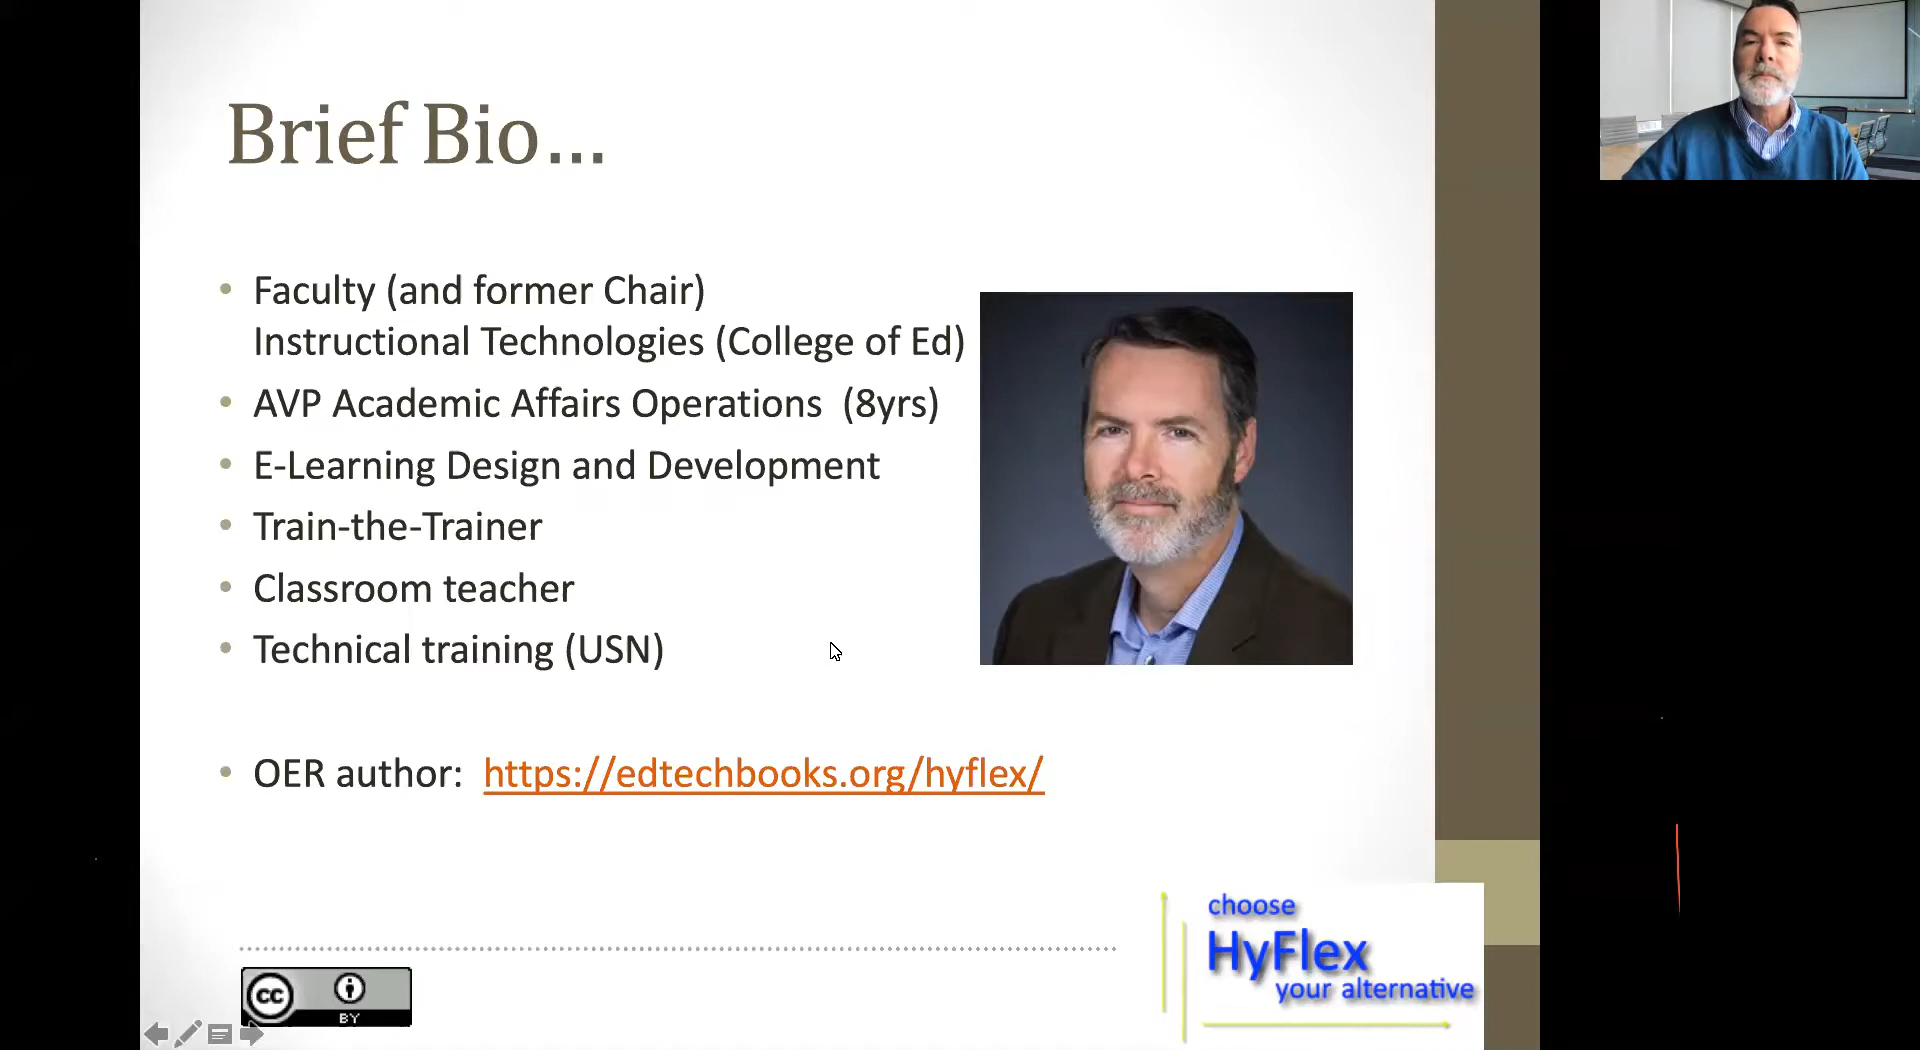 Brief Bio...
• Faculty (and former Chair)
Instructional Technologies (College of Ed)
• AVP Academic Affairs Operations (8yrs)
• E-Learning Design and Development
• Train-the-Trainer
• Classroom teacher
• Technical training (USN)
• OER author: https://edtechbooks.org/hyflex/
cc
BY
choose
HyFlex
your alternative